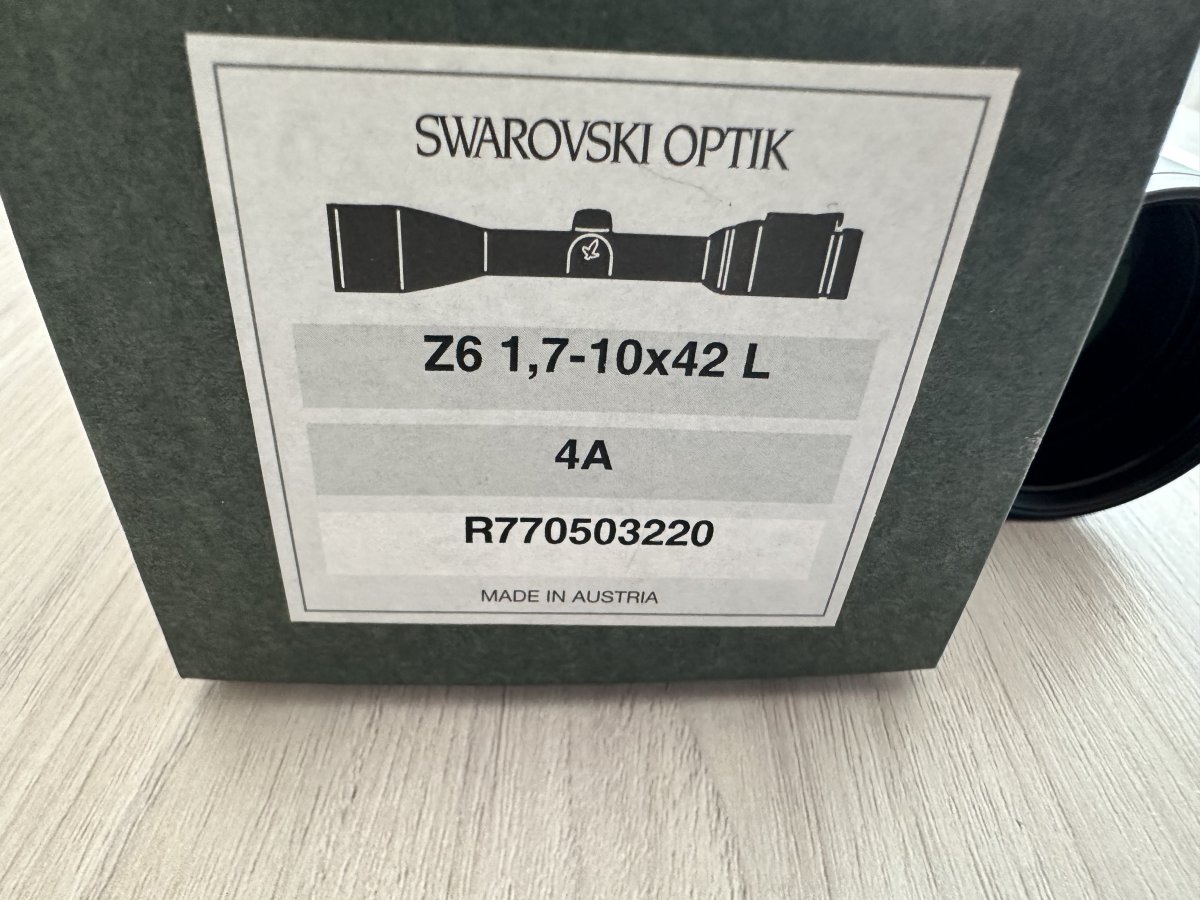 SWAROVSKI OPTIK
Z6 1,7-10x42 L
4A
R770503220
MADE IN AUSTRIA